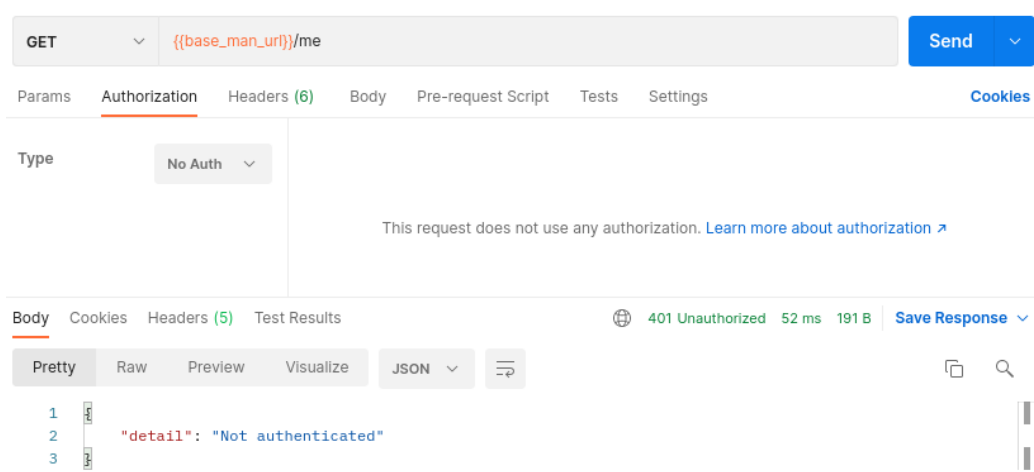 GET {{base_man_url}}/me Send
Params Authorization Headers (6) Body Pre-request Script Tests Settings Cookies
Type No Auth
This request does not use any authorization. Learn more about authorization ↗
Body Cookies Headers (5) Test Results 401 Unauthorized 52 ms 191 B Save Response
Pretty Raw Preview Visualize JSON
1 {
2 "detail": "Not authenticated"
3 }